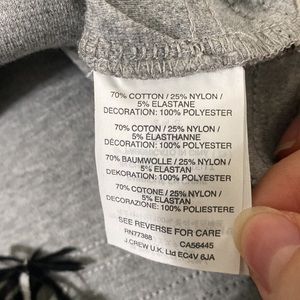 70% COTTON / 25% NYLON /
5% ELASTANE
DECORATION: 100% POLYESTER
70% COTON / 25% NYLON /
5% ELASTHANNE
DÉCORATION: 100% POLYESTER
70% BAUMWOLLE / 25% NYLON /
5% ELASTAN
DEKORATION: 100% POLYESTER
70% COTONE / 25% NYLON /
5% ELASTAN
DECORAZIONE: 100% POLIESTERE
SEE REVERSE FOR CARE
RN77388 CA56445
J.CREW U.K. Ltd EC4V 6JA